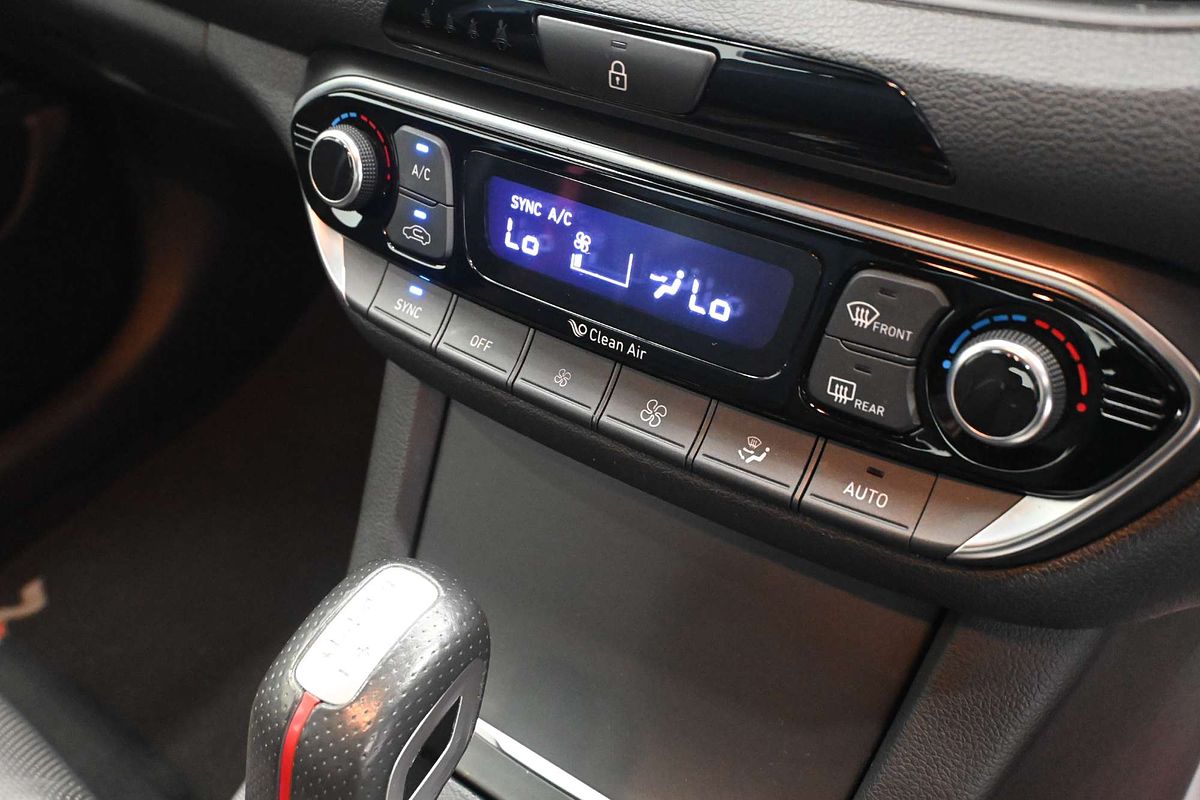 A/C
SYNC A/C
Lo
Lo
SYNC
OFF
Clean Air
FRONT
REAR
AUTO